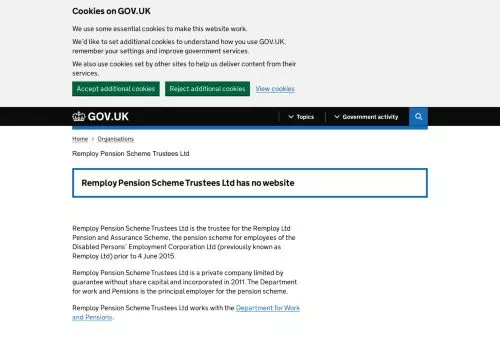 Cookies on GOV.UK
We use some essential cookies to make this website work.
We'd like to set additional cookies to understand how you use GOV.UK,
remember your settings and improve government services.
We also use cookies set by other sites to help us deliver content from their
services.
Accept additional cookies Reject additional cookies View cookies
GOV.UK Topics Government activity
Home Organisations
Remploy Pension Scheme Trustees Ltd
Remploy Pension Scheme Trustees Ltd has no website
Remploy Pension Scheme Trustees Ltd is the trustee for the Remploy Ltd
Pension and Assurance Scheme, the pension scheme for employees of the
Disabled Persons' Employment Corporation Ltd (previously known as
Remploy Ltd) prior to 4 June 2015.
Remploy Pension Scheme Trustees Ltd is a private company limited by
guarantee without share capital and incorporated in 2011. The Department
for work and Pensions is the principal employer for the pension scheme.
Remploy Pension Scheme Trustees Ltd works with the Department for Work
and Pensions.